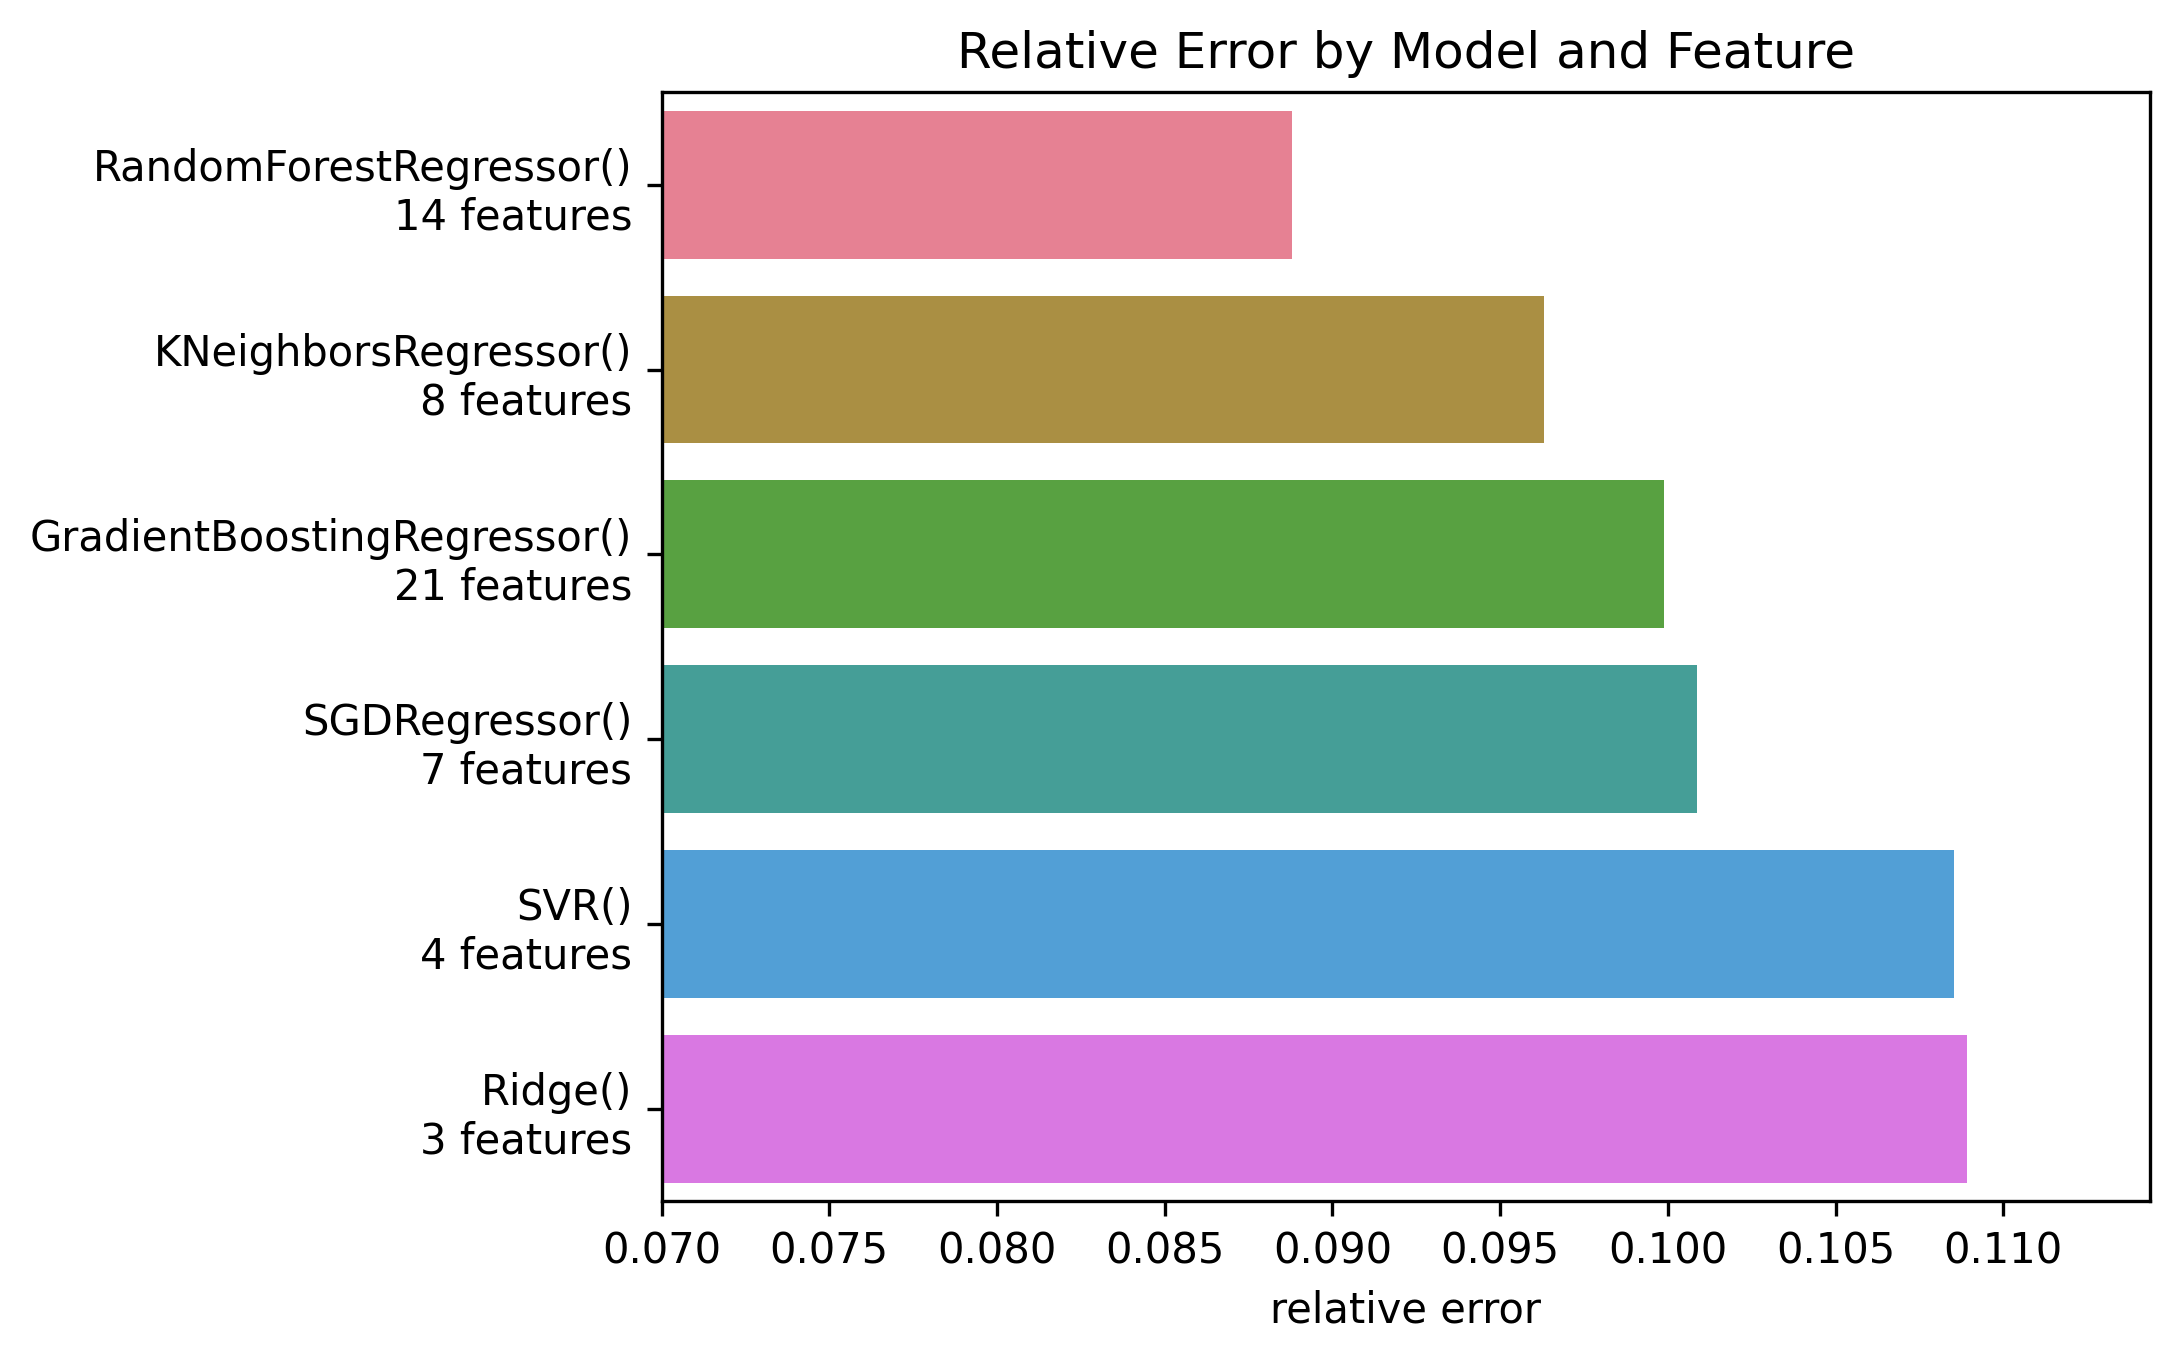 Relative Error by Model and Feature
RandomForestRegressor()
14 features
KNeighborsRegressor()
8 features
GradientBoostingRegressor()
21 features
SGDRegressor()
7 features
SVR()
4 features
Ridge()
3 features
0.070 0.075 0.080 0.085 0.090 0.095 0.100 0.105 0.110
relative error